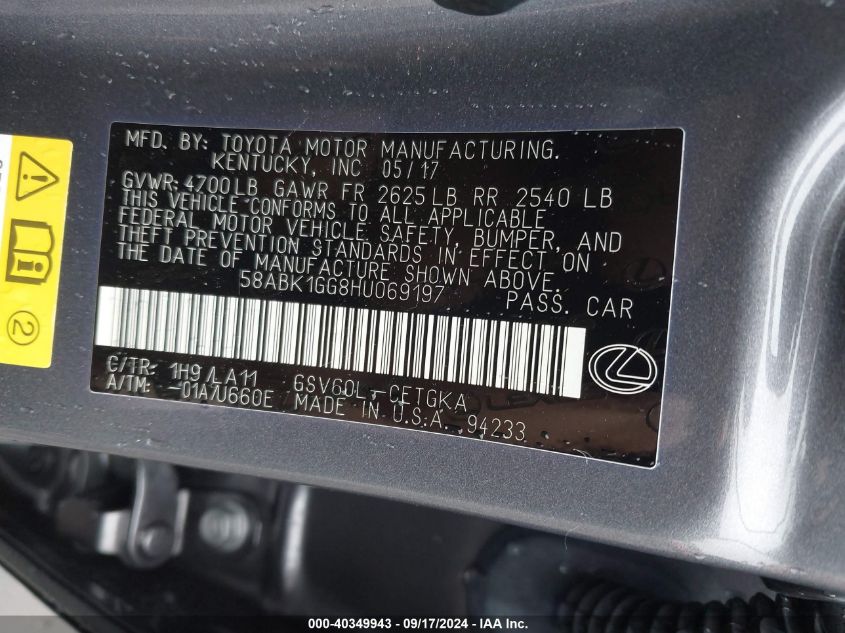 MFD. BY: TOYOTA MOTOR MANUFACTURING.
KENTUCKY, INC 05/17
GVWR: 4700 LB GAWR FR 2625 LB RR 2540 LB
THIS VEHICLE CONFORMS TO ALL APPLICABLE
FEDERAL MOTOR VEHICLE SAFETY, BUMPER, AND
THEFT PREVENTION STANDARDS IN EFFECT ON
THE DATE OF MANUFACTURE SHOWN ABOVE.
58ABK1GG8HU069197 PASS. CAR
C/TR: 1H9/LA11 GSV60L-CETGKA
A/TM: -01A/U660E MADE IN U.S.A. 94233
2
000-40349943 / 09/17/2024 - IAA Inc.